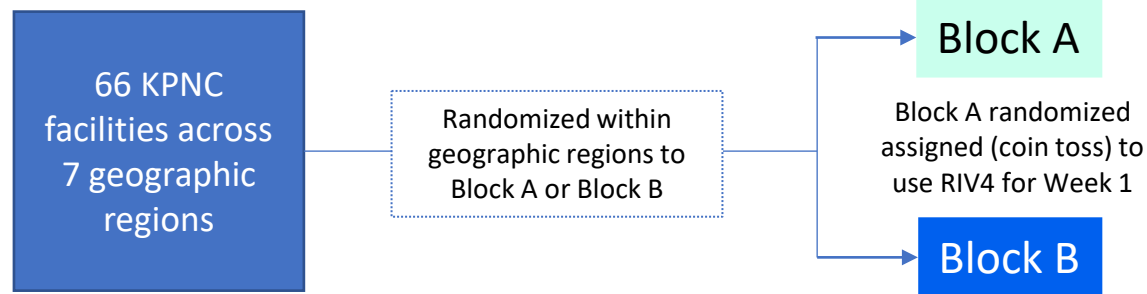 66 KPNC
facilities across
7 geographic
regions
Randomized within
geographic regions to
Block A or Block B
Block A
Block A randomized
assigned (coin toss) to
use RIV4 for Week 1
Block B